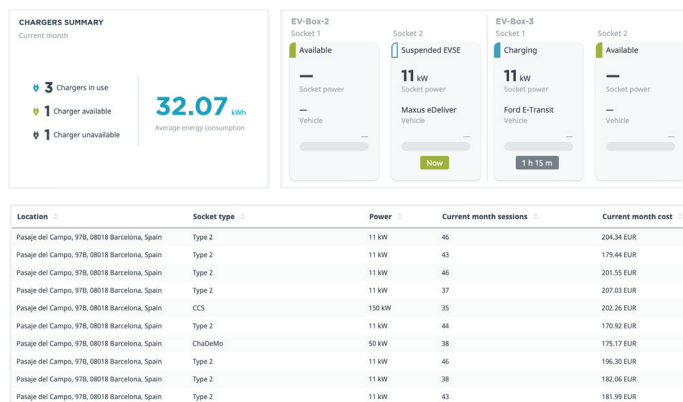 CHARGERS SUMMARY
Current month
3 Chargers in use
1 Charger available
1 Charger unavailable
32.07 kWh
Average energy consumption
EV-Box-2
Socket 1
Available
—
Socket power
—
Vehicle
—
Socket 2
Suspended EVSE
11 kW
Socket power
Maxus eDeliver
Vehicle
—
Now
EV-Box-3
Socket 1
Charging
11 kW
Socket power
Ford E-Transit
Vehicle
—
1 h 15 m
Socket 2
Available
—
Socket power
—
Vehicle
—
Location Socket type Power Current month sessions Current month cost
Pasaje del Campo, 97B, 08018 Barcelona, Spain Type 2 11 kW 46 204.34 EUR
Pasaje del Campo, 97B, 08018 Barcelona, Spain Type 2 11 kW 43 179.44 EUR
Pasaje del Campo, 97B, 08018 Barcelona, Spain Type 2 11 kW 46 201.55 EUR
Pasaje del Campo, 97B, 08018 Barcelona, Spain Type 2 11 kW 37 207.03 EUR
Pasaje del Campo, 97B, 08018 Barcelona, Spain CCS 150 kW 35 202.26 EUR
Pasaje del Campo, 97B, 08018 Barcelona, Spain Type 2 11 kW 44 170.92 EUR
Pasaje del Campo, 97B, 08018 Barcelona, Spain ChaDeMo 50 kW 38 175.17 EUR
Pasaje del Campo, 97B, 08018 Barcelona, Spain Type 2 11 kW 46 196.30 EUR
Pasaje del Campo, 97B, 08018 Barcelona, Spain Type 2 11 kW 38 182.06 EUR
Pasaje del Campo, 97B, 08018 Barcelona, Spain Type 2 11 kW 43 181.99 EUR